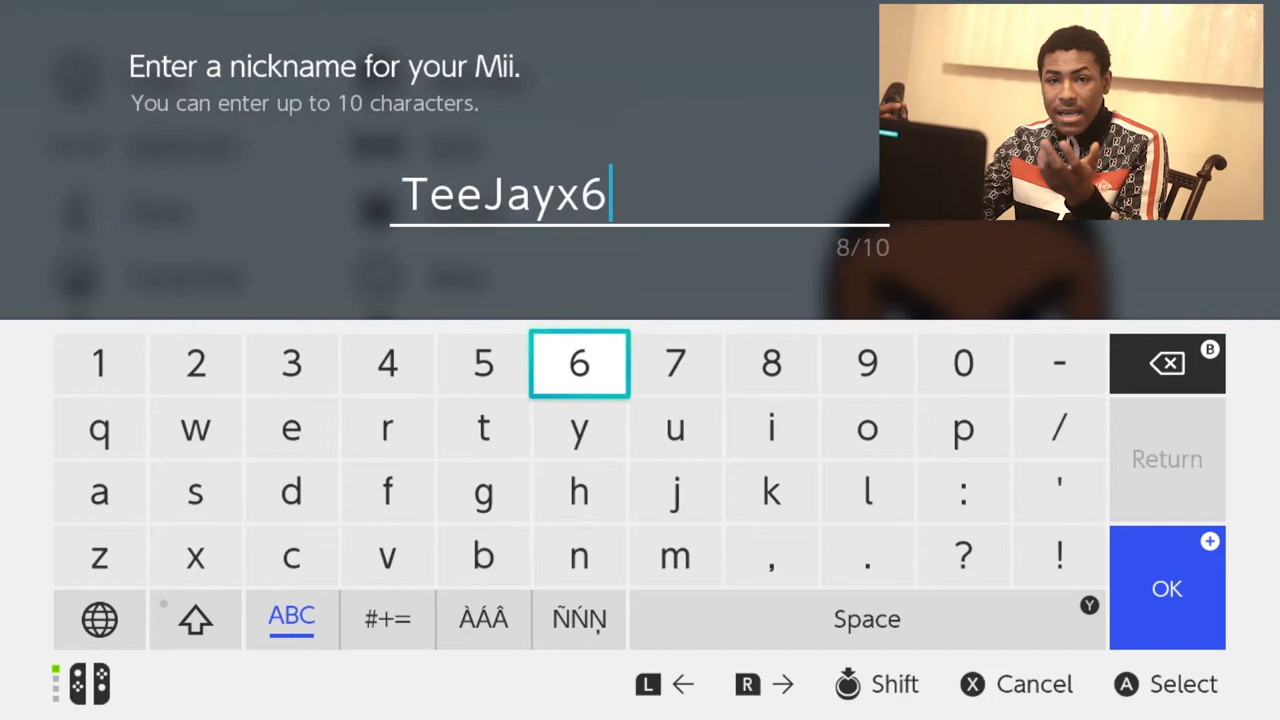 Enter a nickname for your Mii.
You can enter up to 10 characters.
TeeJayx6
8/10
1 2 3 4 5 6 7 8 9 0 - B
q w e r t y u i o p / Return
a s d f g h j k l : '
z x c v b n m , . ? ! + OK
ABC #+= ÀÁÂ ÑŃŅ Space Y
L ← R → Shift X Cancel A Select